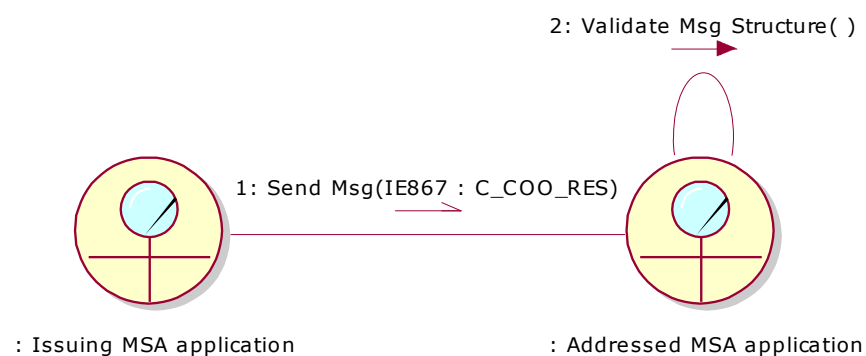 2: Validate Msg Structure( )
1: Send Msg(IE867 : C_COO_RES)
: Issuing MSA application
: Addressed MSA application